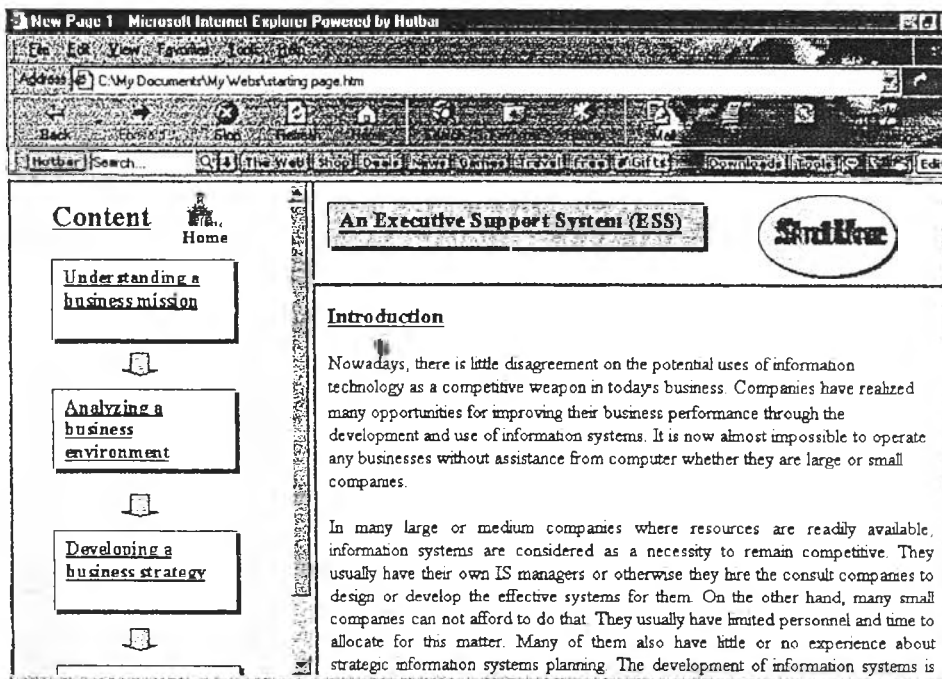 New Page 1 Microsoft Internet Explorer Powered by Hotbar
File Edit View Favorites Tools Help
Address C:\My Documents\My Webs\starting page.htm
Back Stop Refresh Home Mail
Hotbar Search... The Web Shop Deals News Games Travel Free Gifts Downloads Tools Edit
Content
Home
Understanding a
business mission
Analyzing a
business
environment
Developing a
business strategy
An Executive Support System (ESS)
Introduction
Nowadays, there is little disagreement on the potential uses of information
technology as a competitive weapon in today's business. Companies have realized
many opportunities for improving their business performance through the
development and use of information systems. It is now almost impossible to operate
any businesses without assistance from computer whether they are large or small
companies.
In many large or medium companies where resources are readily available,
information systems are considered as a necessity to remain competitive. They
usually have their own IS managers or otherwise they hire the consult companies to
design or develop the effective systems for them. On the other hand, many small
companies can not afford to do that. They usually have limited personnel and time to
allocate for this matter. Many of them also have little or no experience about
strategic information systems planning. The development of information systems is